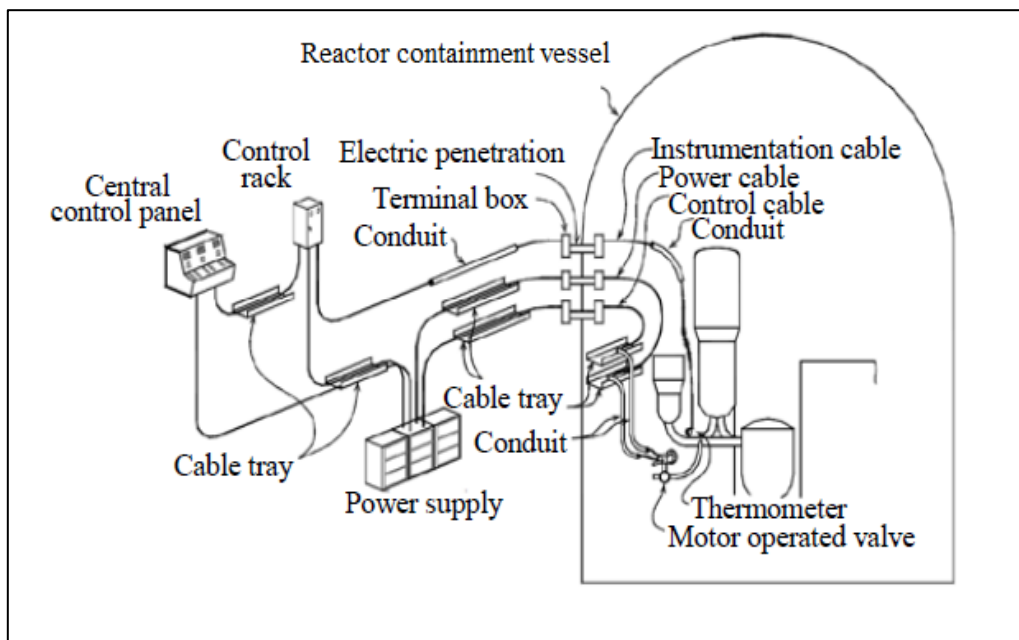 Reactor containment vessel
Control
rack
Electric penetration
Instrumentation cable
Central
control panel
Terminal box
Power cable
Control cable
Conduit
Conduit
Cable tray
Conduit
Cable tray
Power supply
Thermometer
Motor operated valve